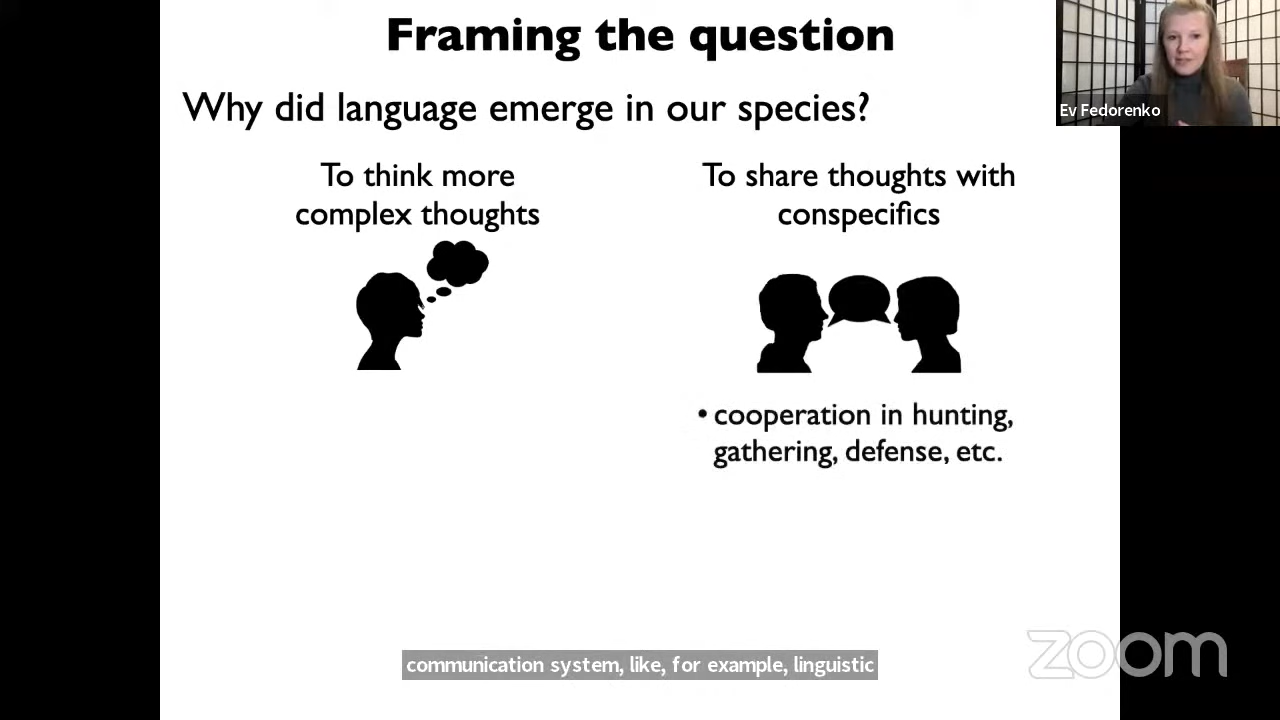 Framing the question
Ev Fedorenko
Why did language emerge in our species?
To think more
complex thoughts
To share thoughts with
conspecifics
• cooperation in hunting,
gathering, defense, etc.
communication system, like, for example, linguistic
zoom